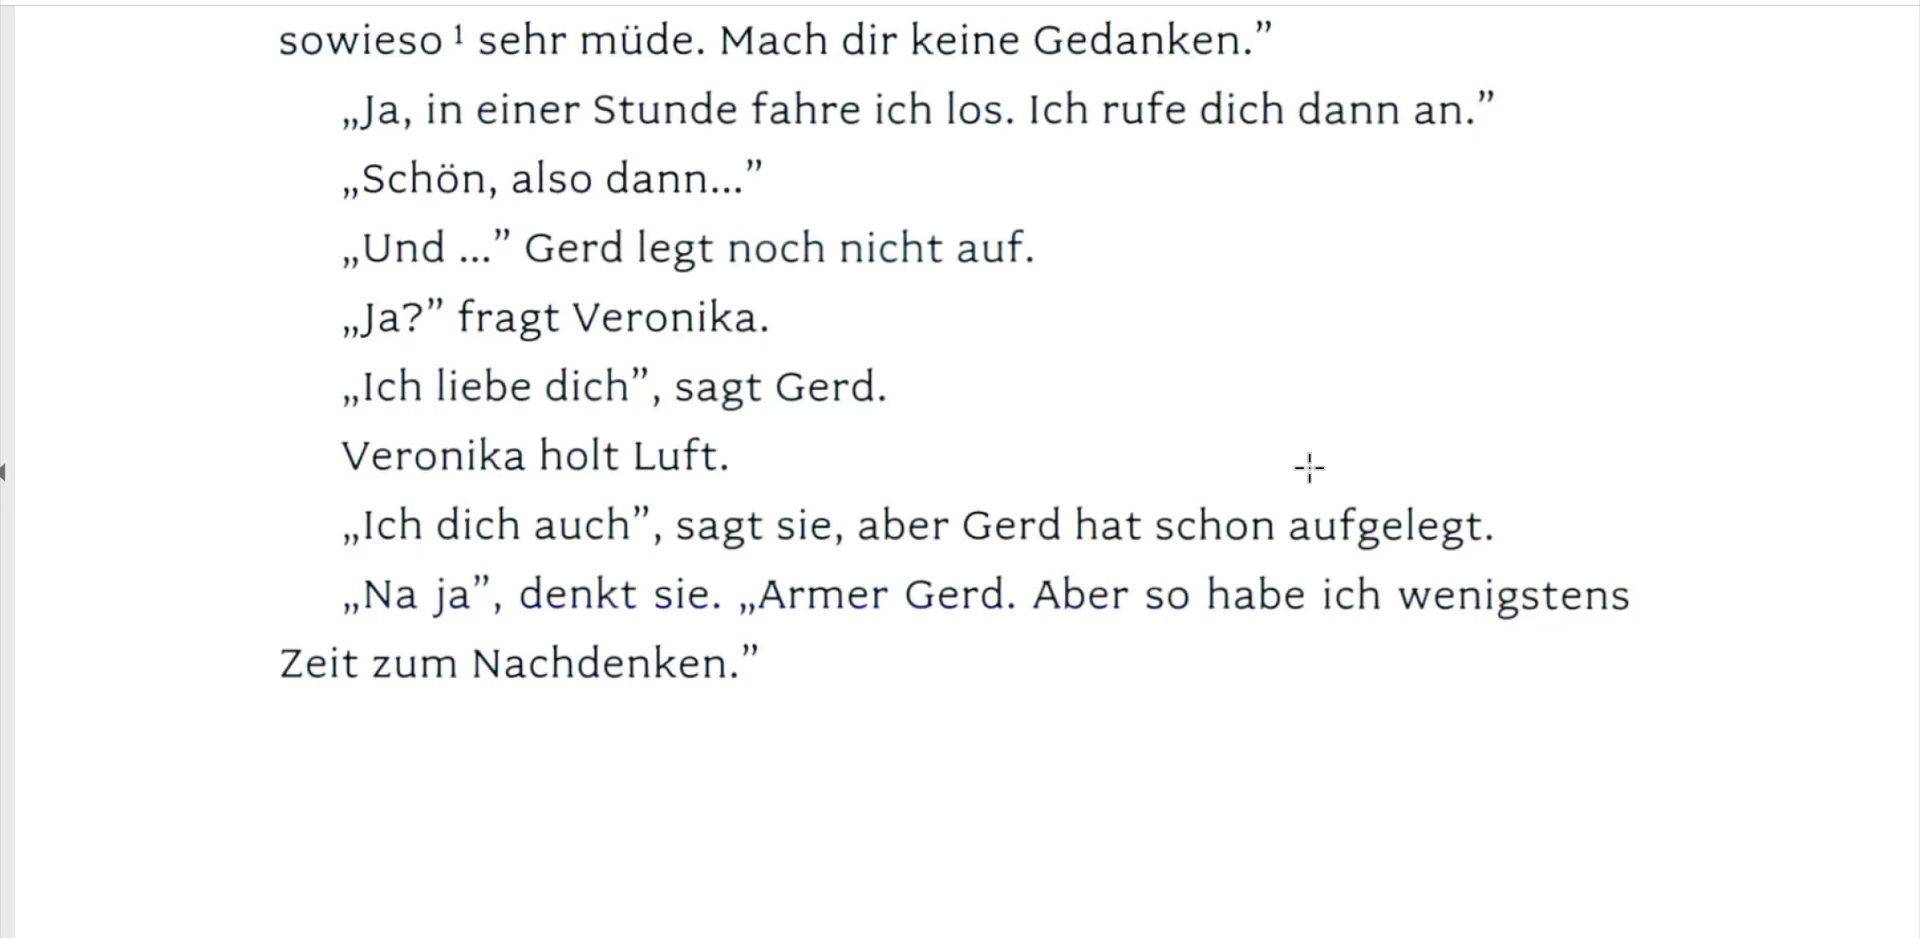 sowieso ¹ sehr müde. Mach dir keine Gedanken.”
„Ja, in einer Stunde fahre ich los. Ich rufe dich dann an.”
„Schön, also dann...”
„Und ...” Gerd legt noch nicht auf.
„Ja?” fragt Veronika.
„Ich liebe dich”, sagt Gerd.
Veronika holt Luft.
„Ich dich auch”, sagt sie, aber Gerd hat schon aufgelegt.
„Na ja”, denkt sie. „Armer Gerd. Aber so habe ich wenigstens
Zeit zum Nachdenken.”